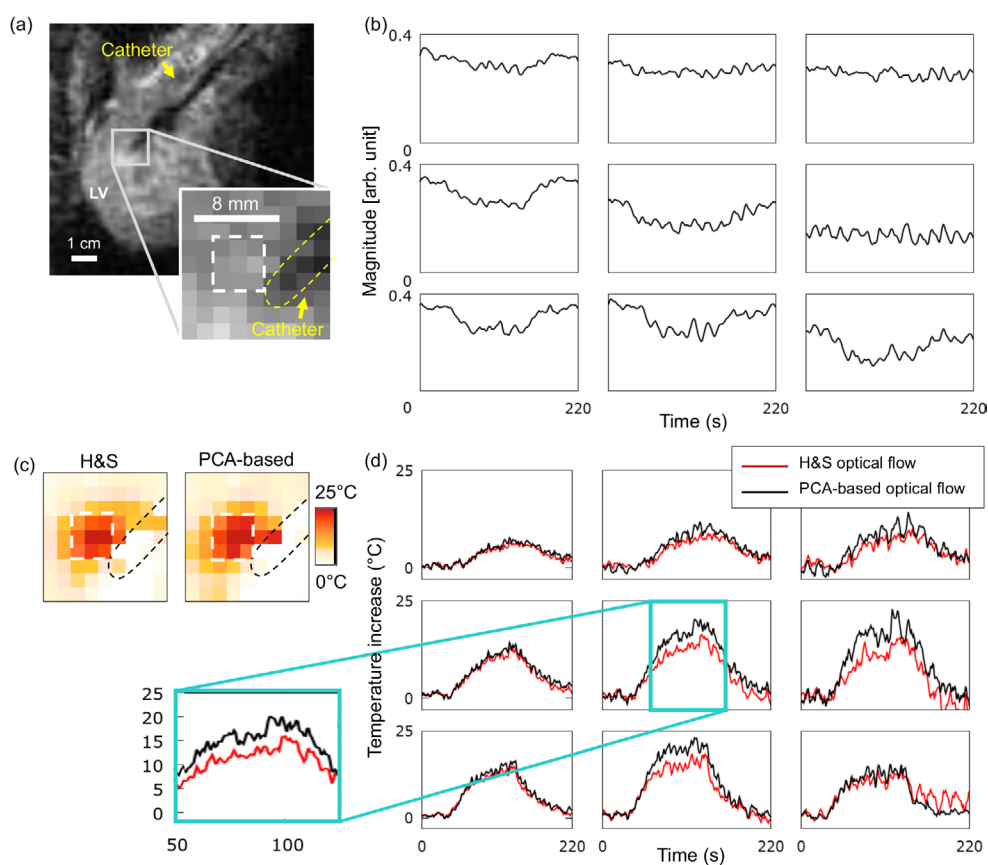 (a)
Catheter
LV
1 cm
8 mm
Catheter
(b)
0.4
0
0.4
0
0.4
0
220
0
220
0
220
Magnitude [arb. unit]
Time (s)
(c)
H&S
PCA-based
25°C
0°C
25
20
15
10
5
0
50
100
(d)
H&S optical flow
PCA-based optical flow
25
0
25
0
25
0
0
220
0
220
0
220
Temperature increase (°C)
Time (s)